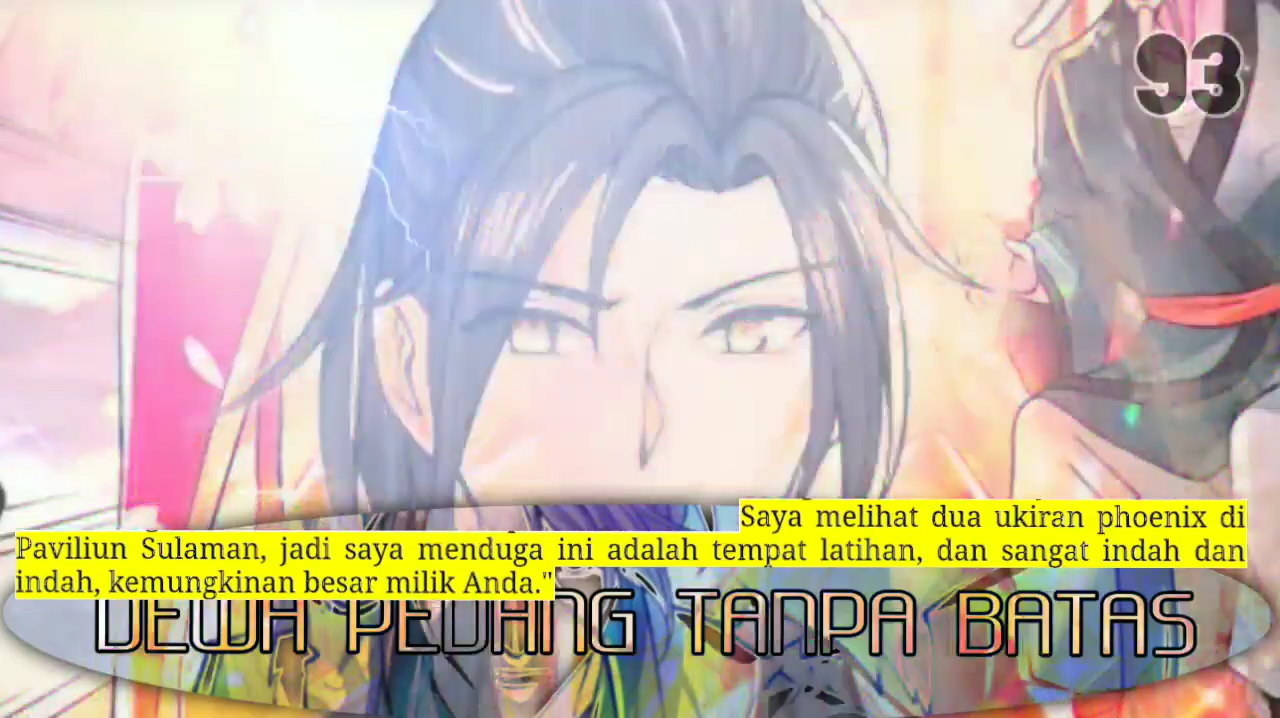 93
Saya melihat dua ukiran phoenix di
Paviliun Sulaman, jadi saya menduga ini adalah tempat latihan, dan sangat indah dan
indah, kemungkinan besar milik Anda."
DEWA PEDANG TANPA BATAS